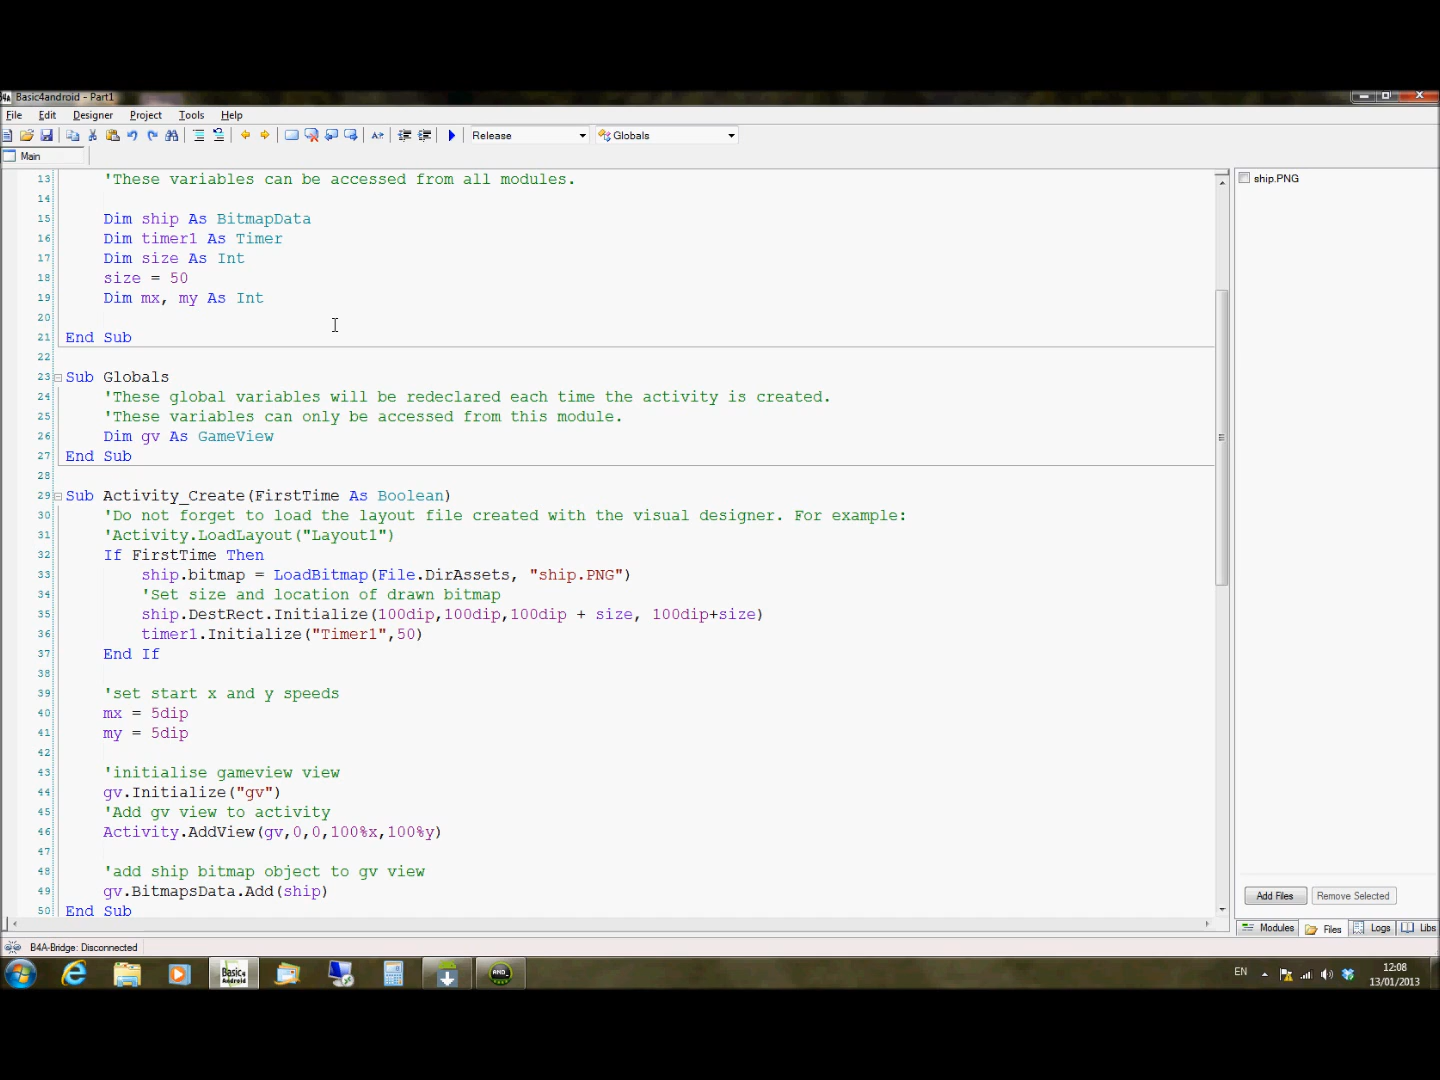 Basic4android - Part1
File Edit Designer Project Tools Help
Release Globals
Main
13 'These variables can be accessed from all modules.
14
15 Dim ship As BitmapData
16 Dim timer1 As Timer
17 Dim size As Int
18 size = 50
19 Dim mx, my As Int
20
21 End Sub
22
23 Sub Globals
24 'These global variables will be redeclared each time the activity is created.
25 'These variables can only be accessed from this module.
26 Dim gv As GameView
27 End Sub
28
29 Sub Activity_Create(FirstTime As Boolean)
30 'Do not forget to load the layout file created with the visual designer. For example:
31 'Activity.LoadLayout("Layout1")
32 If FirstTime Then
33 ship.bitmap = LoadBitmap(File.DirAssets, "ship.PNG")
34 'Set size and location of drawn bitmap
35 ship.DestRect.Initialize(100dip,100dip,100dip + size, 100dip+size)
36 timer1.Initialize("Timer1",50)
37 End If
38
39 'set start x and y speeds
40 mx = 5dip
41 my = 5dip
42
43 'initialise gameview view
44 gv.Initialize("gv")
45 'Add gv view to activity
46 Activity.AddView(gv,0,0,100%x,100%y)
47
48 'add ship bitmap object to gv view
49 gv.BitmapsData.Add(ship)
50 End Sub
ship.PNG
Add Files Remove Selected
Modules Files Logs Libs
B4A-Bridge: Disconnected
Basic4 Android
EN
12:08
13/01/2013